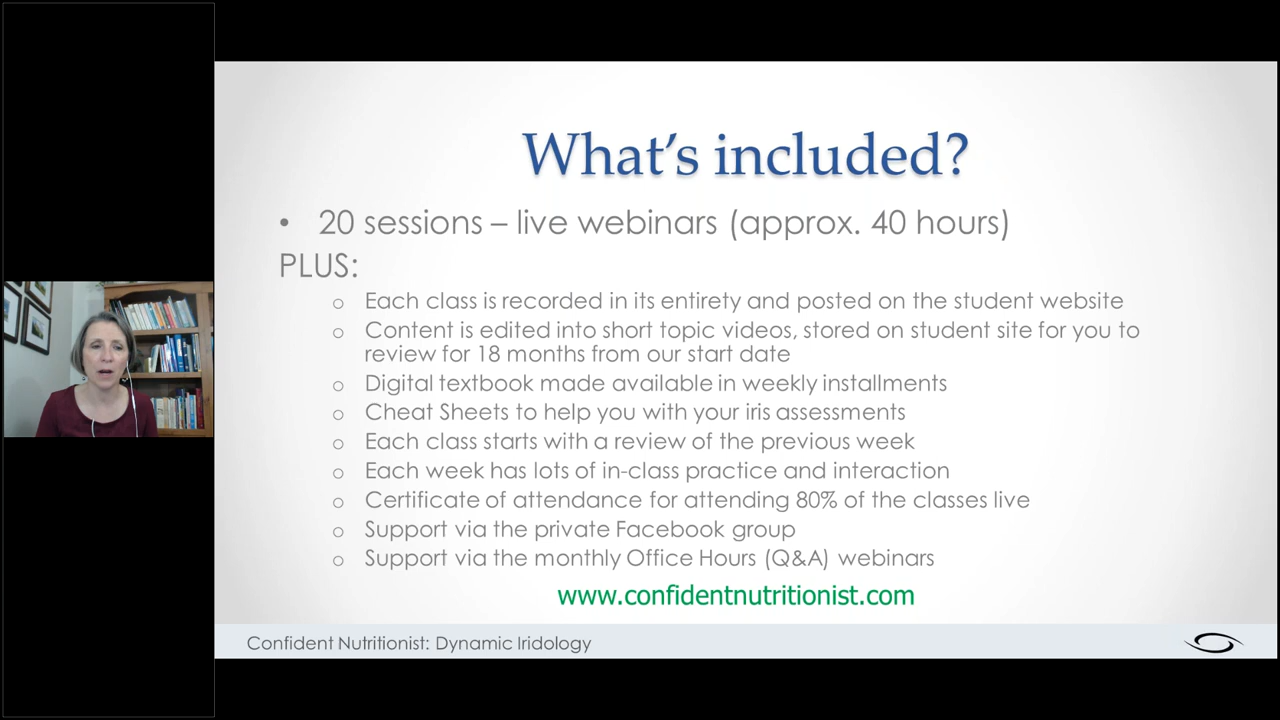 What's included?
• 20 sessions – live webinars (approx. 40 hours)
PLUS:
o Each class is recorded in its entirety and posted on the student website
o Content is edited into short topic videos, stored on student site for you to
review for 18 months from our start date
o Digital textbook made available in weekly installments
o Cheat Sheets to help you with your iris assessments
o Each class starts with a review of the previous week
o Each week has lots of in-class practice and interaction
o Certificate of attendance for attending 80% of the classes live
o Support via the private Facebook group
o Support via the monthly Office Hours (Q&A) webinars
www.confidentnutritionist.com
Confident Nutritionist: Dynamic Iridology